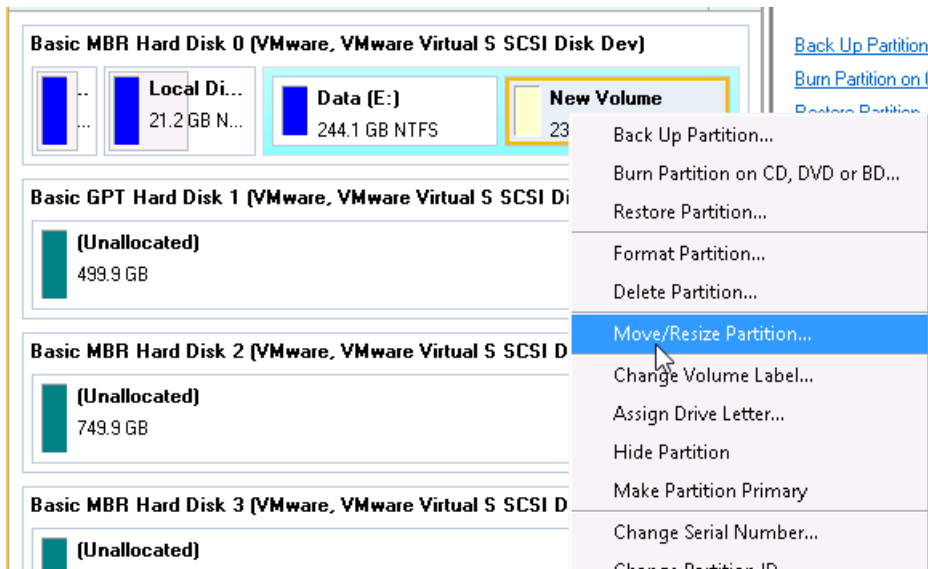 Basic MBR Hard Disk 0 (VMware, VMware Virtual S SCSI Disk Dev)
..
...
Local Di...
21.2 GB N...
Data (E:)
244.1 GB NTFS
New Volume
23
Back Up Partition
Burn Partition on
Restore Partition
Back Up Partition...
Burn Partition on CD, DVD or BD...
Restore Partition...
Format Partition...
Delete Partition...
Move/Resize Partition...
Change Volume Label...
Assign Drive Letter...
Hide Partition
Make Partition Primary
Change Serial Number...
Change Partition ID
Basic GPT Hard Disk 1 (VMware, VMware Virtual S SCSI Di
(Unallocated)
499.9 GB
Basic MBR Hard Disk 2 (VMware, VMware Virtual S SCSI D
(Unallocated)
749.9 GB
Basic MBR Hard Disk 3 (VMware, VMware Virtual S SCSI D
(Unallocated)